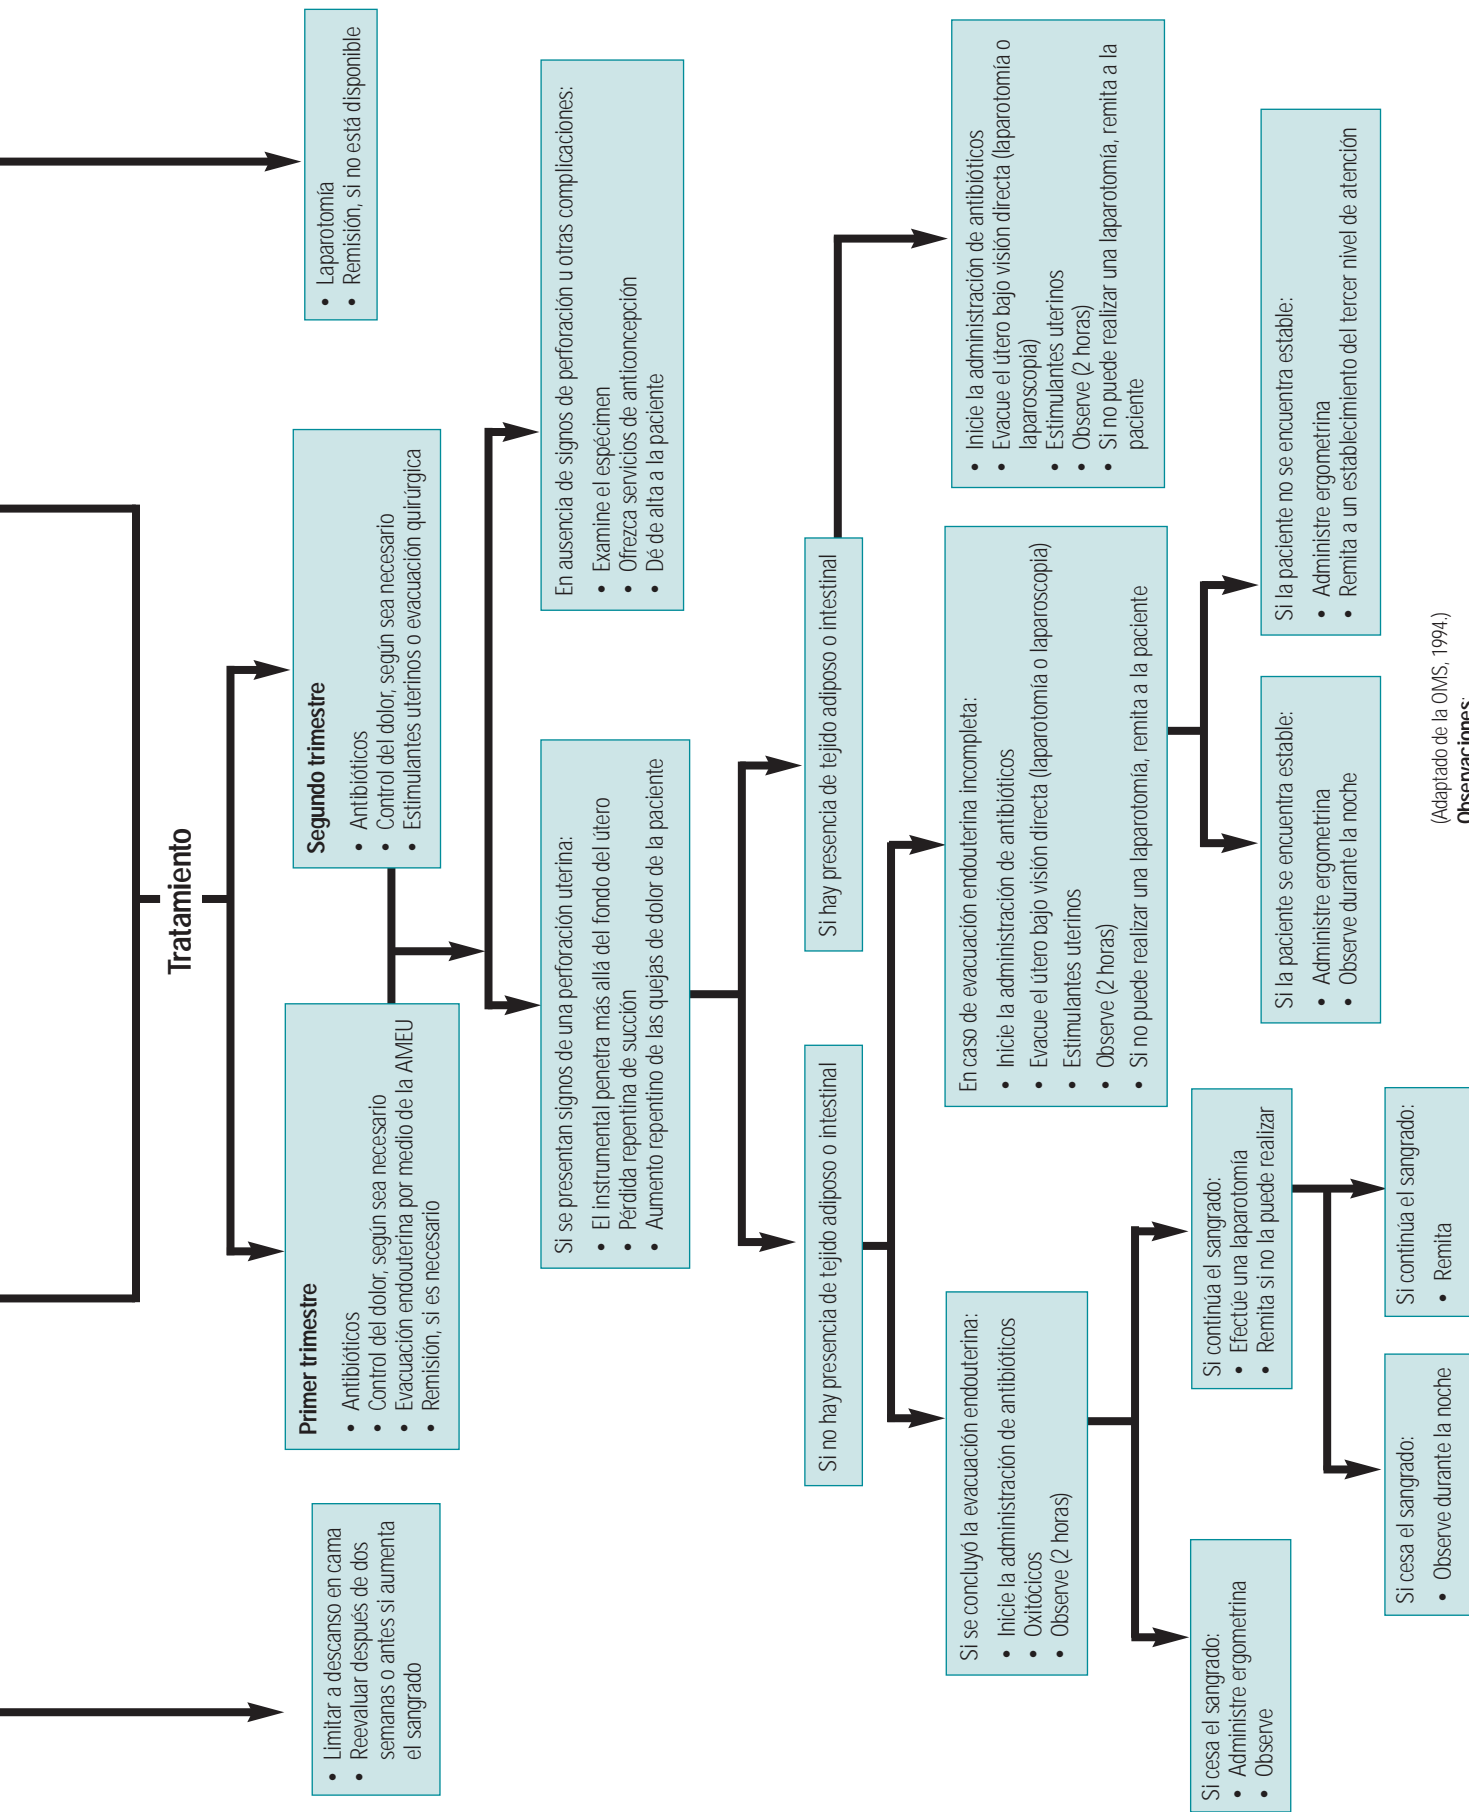 • Limitar a descanso en cama
• Reevaluar después de dos
semanas o antes si aumenta
el sangrado
Tratamiento
Primer trimestre
• Antibióticos
• Control del dolor, según sea necesario
• Evacuación endouterina por medio de la AMEU
• Remisión, si es necesario
Segundo trimestre
• Antibióticos
• Control del dolor, según sea necesario
• Estimulantes uterinos o evacuación quirúrgica
• Laparotomía
• Remisión, si no está disponible
Si se presentan signos de una perforación uterina:
• El instrumental penetra más allá del fondo del útero
• Pérdida repentina de succión
• Aumento repentino de las quejas de dolor de la paciente
En ausencia de signos de perforación u otras complicaciones:
• Examine el espécimen
• Ofrezca servicios de anticoncepción
• Dé de alta a la paciente
Si no hay presencia de tejido adiposo o intestinal
Si hay presencia de tejido adiposo o intestinal
Si se concluyó la evacuación endouterina:
• Inicie la administración de antibióticos
• Oxitócicos
• Observe (2 horas)
En caso de evacuación endouterina incompleta:
• Inicie la administración de antibióticos
• Evacue el útero bajo visión directa (laparotomía o laparoscopia)
• Estimulantes uterinos
• Observe (2 horas)
• Si no puede realizar una laparotomía, remita a la paciente
• Inicie la administración de antibióticos
• Evacue el útero bajo visión directa (laparotomía o
laparoscopia)
• Estimulantes uterinos
• Observe (2 horas)
• Si no puede realizar una laparotomía, remita a la
paciente
Si cesa el sangrado:
• Administre ergometrina
• Observe
Si continúa el sangrado:
• Efectúe una laparotomía
• Remita si no la puede realizar
Si la paciente se encuentra estable:
• Administre ergometrina
• Observe durante la noche
Si la paciente no se encuentra estable:
• Administre ergometrina
• Remita a un establecimiento del tercer nivel de atención
Si cesa el sangrado:
• Observe durante la noche
Si continúa el sangrado:
• Remita
(Adaptado de la OMS, 1994.)
Observaciones: